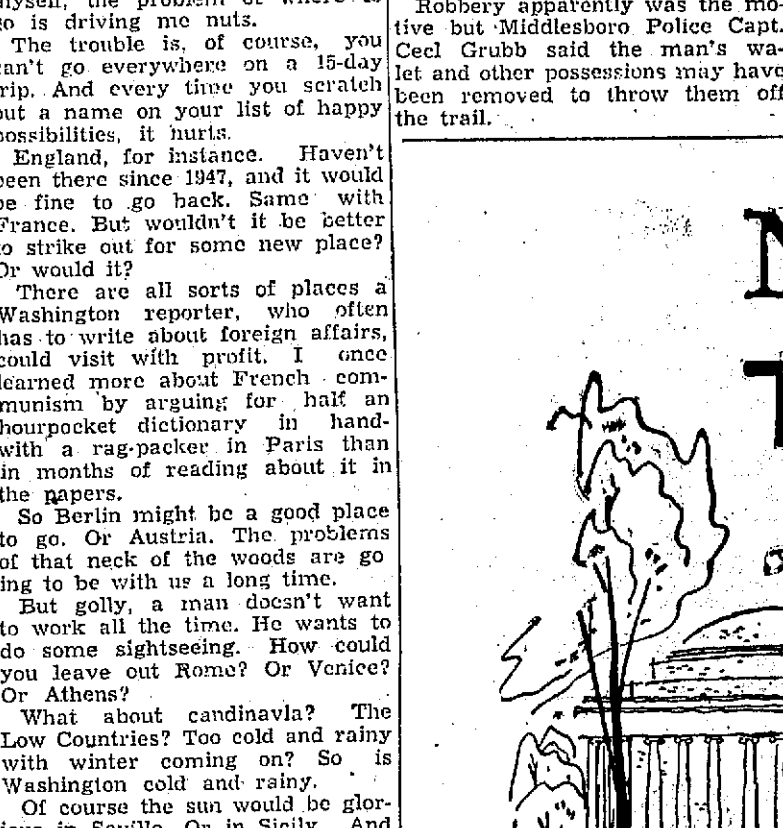 go is driving me nuts.
The trouble is, of course, you
can't go everywhere on a 15-day
trip. And every time you scratch
out a name on your list of happy
possibilities, it hurts.
England, for instance. Haven't
been there since 1947, and it would
be fine to go back. Same with
France. But wouldn't it be better
to strike out for some new place?
Or would it?
There are all sorts of places a
Washington reporter, who often
has to write about foreign affairs,
could visit with profit. I once
learned more about French com-
munism by arguing for half an
hourpocket dictionary in hand-
with a rag-packer in Paris than
in months of reading about it in
the papers.
So Berlin might be a good place
to go. Or Austria. The problems
of that neck of the woods are go
ing to be with us a long time.
But golly, a man doesn't want
to work all the time. He wants to
do some sightseeing. How could
you leave out Rome? Or Venice?
Or Athens?
What about candinavia? The
Low Countries? Too cold and rainy
with winter coming on? So is
Washington cold and rainy.
Of course the sun would be glor-
Robbery apparently was the mo-
tive but Middlesboro Police Capt.
Cecl Grubb said the man's wa-
let and other possessions may have
been removed to throw them off
the trail.